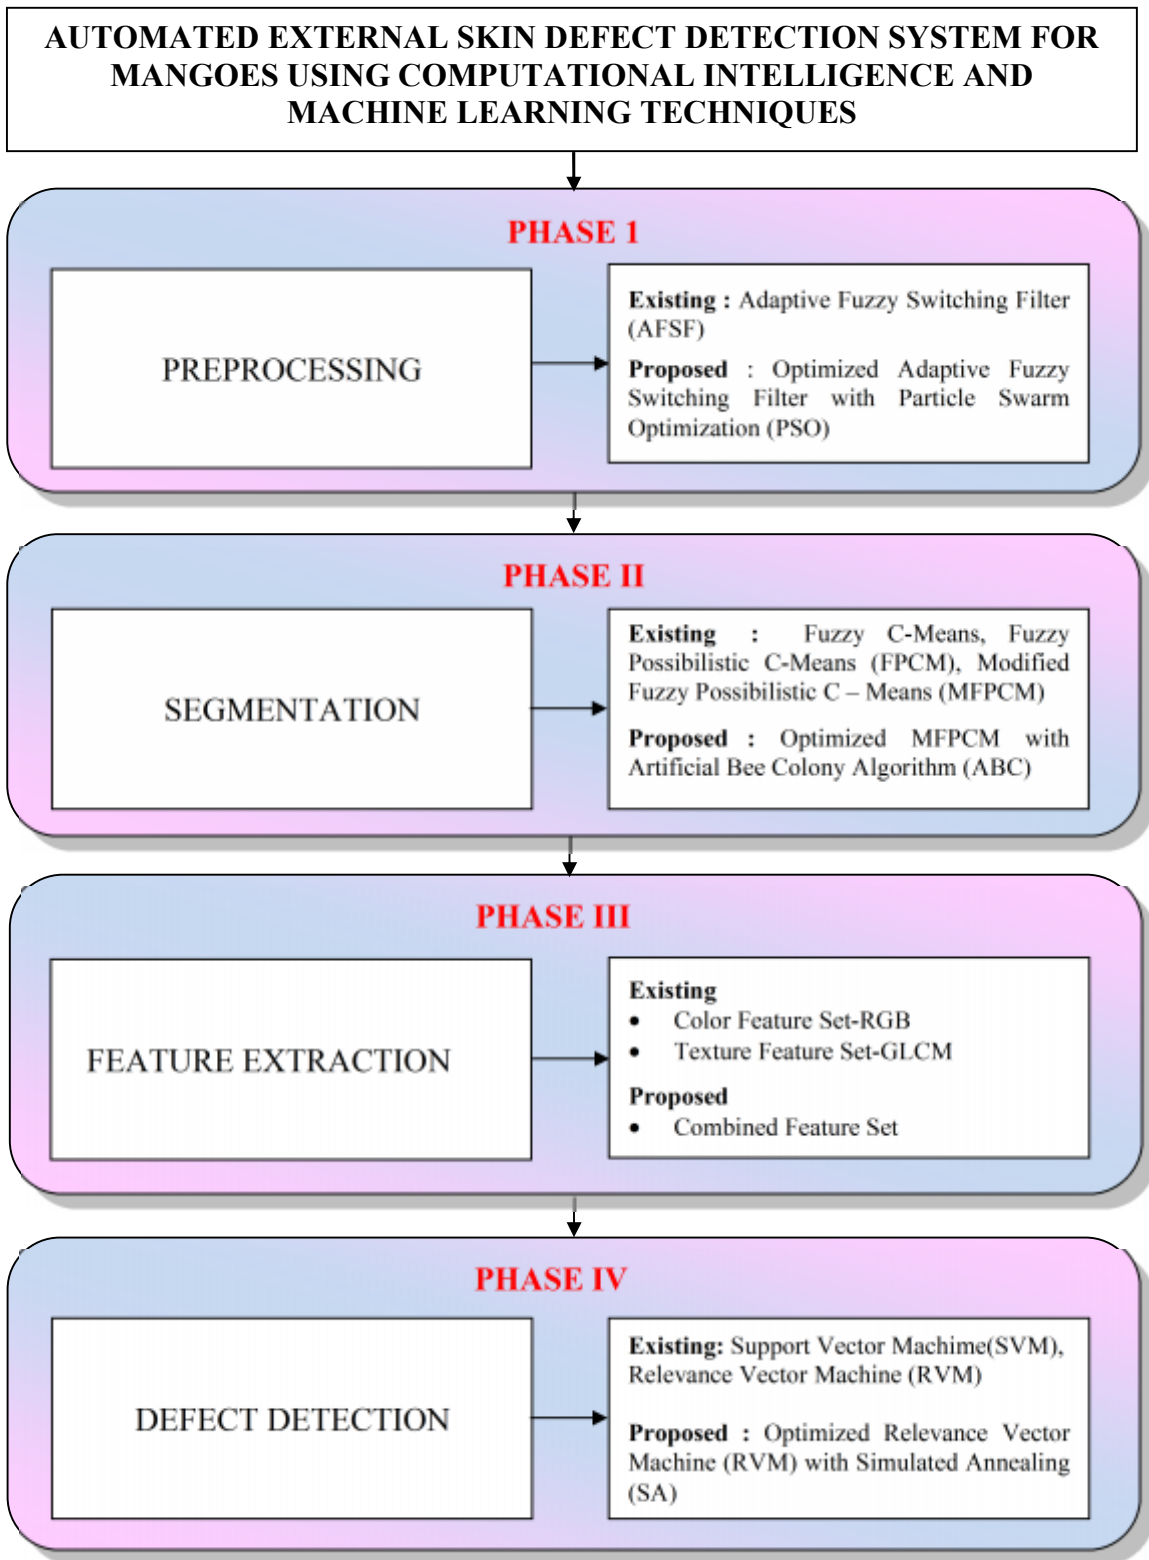 AUTOMATED EXTERNAL SKIN DEFECT DETECTION SYSTEM FOR
MANGOES USING COMPUTATIONAL INTELLIGENCE AND
MACHINE LEARNING TECHNIQUES
PHASE 1
PREPROCESSING
Existing : Adaptive Fuzzy Switching Filter
(AFSF)
Proposed : Optimized Adaptive Fuzzy
Switching Filter with Particle Swarm
Optimization (PSO)
PHASE II
SEGMENTATION
Existing : Fuzzy C-Means, Fuzzy
Possibilistic C-Means (FPCM), Modified
Fuzzy Possibilistic C – Means (MFPCM)
Proposed : Optimized MFPCM with
Artificial Bee Colony Algorithm (ABC)
PHASE III
FEATURE EXTRACTION
Existing
• Color Feature Set-RGB
• Texture Feature Set-GLCM
Proposed
• Combined Feature Set
PHASE IV
DEFECT DETECTION
Existing: Support Vector Machime(SVM),
Relevance Vector Machine (RVM)
Proposed : Optimized Relevance Vector
Machine (RVM) with Simulated Annealing
(SA)